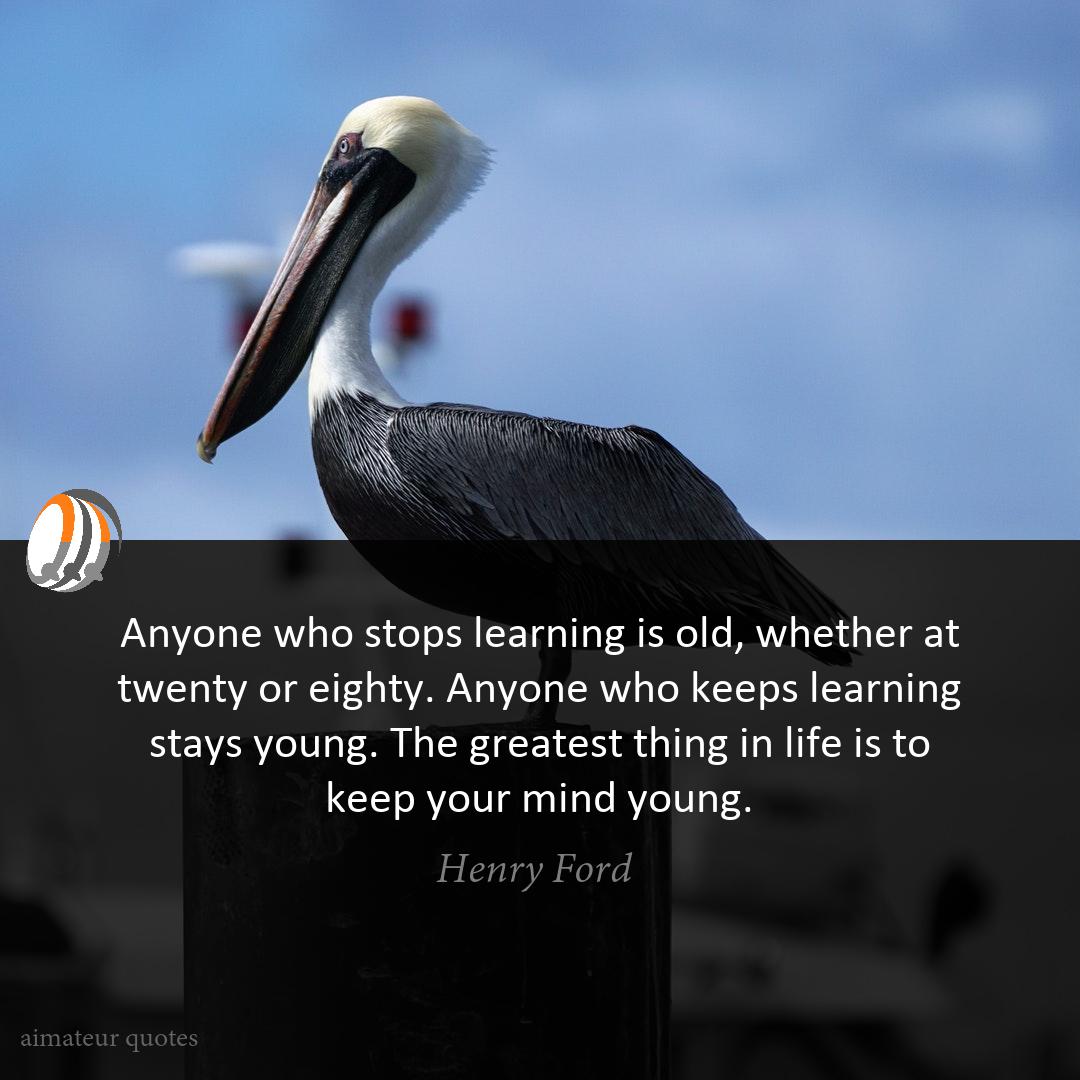 Anyone who stops learning is old, whether at
twenty or eighty. Anyone who keeps learning
stays young. The greatest thing in life is to
keep your mind young.
Henry Ford
aimateur quotes